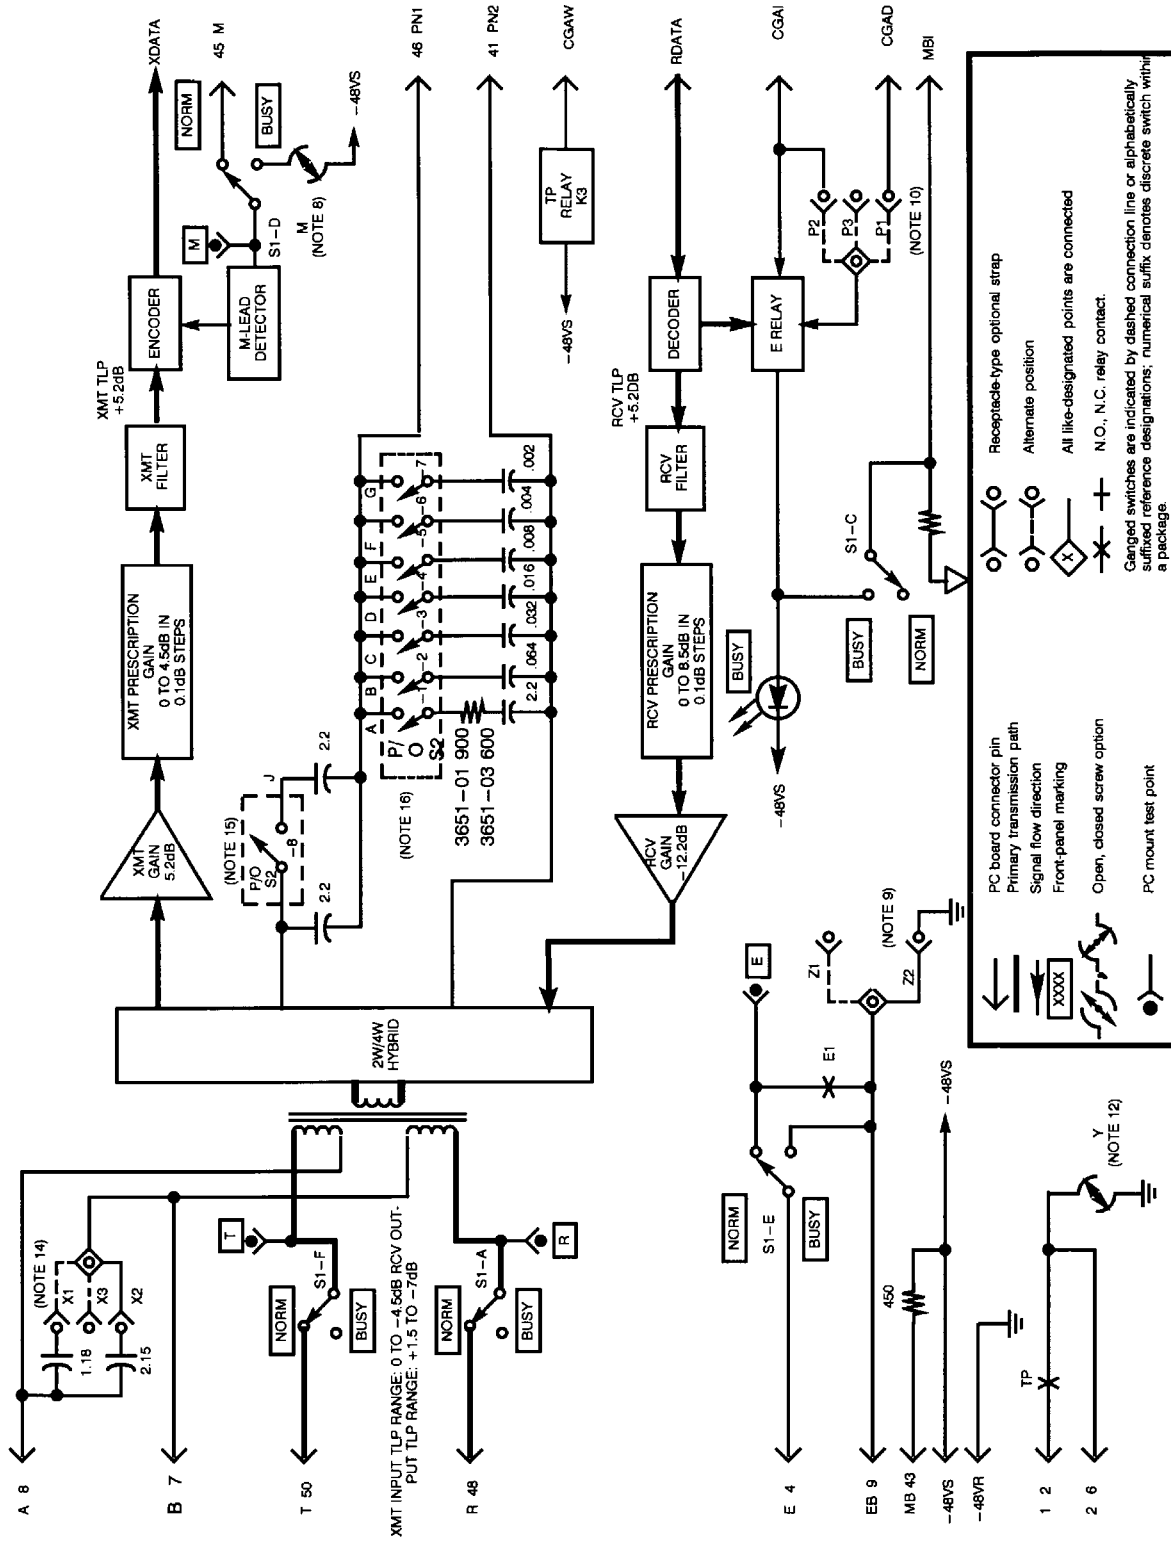 A 8
B 7
T 50
R 48
(NOTE 14)
X1
X3
X2
1.18
2.15
T
NORM
S1-F
BUSY
NORM
S1-A
BUSY
R
XMT INPUT TLP RANGE: 0 TO -4.5dB RCV OUT-
PUT TLP RANGE: +1.5 TO -7dB
2W/4W
HYBRID
XMT
GAIN
5.2dB
XMT PRESCRIPTION
GAIN
0 TO 4.5dB IN
0.1dB STEPS
XMT
FILTER
XMT TLP
+5.2dB
ENCODER
XDATA
M-LEAD
DETECTOR
M
S1-D
NORM
45 M
BUSY
M
(NOTE 8)
-48VS
(NOTE 15)
P/O
S2
-8
J
2.2
2.2
(NOTE 16)
P/
O
S2
A
B
C
D
E
F
G
-1
-2
-3
-4
-5
-6
-7
3651-01 900
3651-03 600
2.2
.064
.032
.016
.008
.004
.002
46 PN1
41 PN2
CGAW
TP
RELAY
K3
-48VS
RDATA
DECODER
RCV TLP
+5.2DB
RCV
FILTER
RCV PRESCRIPTION
GAIN
0 TO 8.5dB IN
0.1dB STEPS
RCV
GAIN
-12.2dB
E RELAY
CGAI
CGAD
MBI
P2
P3
P1
(NOTE 10)
BUSY
-48VS
S1-C
BUSY
NORM
E
Z1
Z2
(NOTE 9)
E1
NORM
S1-E
BUSY
E 4
EB 9
MB 43
450
-48VS
-48VS
-48VR
1 2
2 6
TP
Y
(NOTE 12)
PC board connector pin
Primary transmission path
Signal flow direction
XXXX
Front-panel marking
Open, closed screw option
PC mount test point
Receptacle-type optional strap
Alternate position
X
All like-designated points are connected
N.O., N.C. relay contact.
Ganged switches are indicated by dashed connection line or alphabetically
suffixed reference designations; numerical suffix denotes discrete switch within
a package.